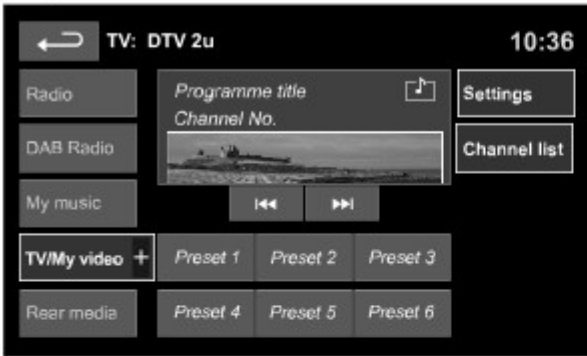 TV: DTV 2u 10:36
Radio
Programme title
Channel No.
Settings
DAB Radio
Channel list
My music
TV/My video +
Preset 1 Preset 2 Preset 3
Rear media
Preset 4 Preset 5 Preset 6